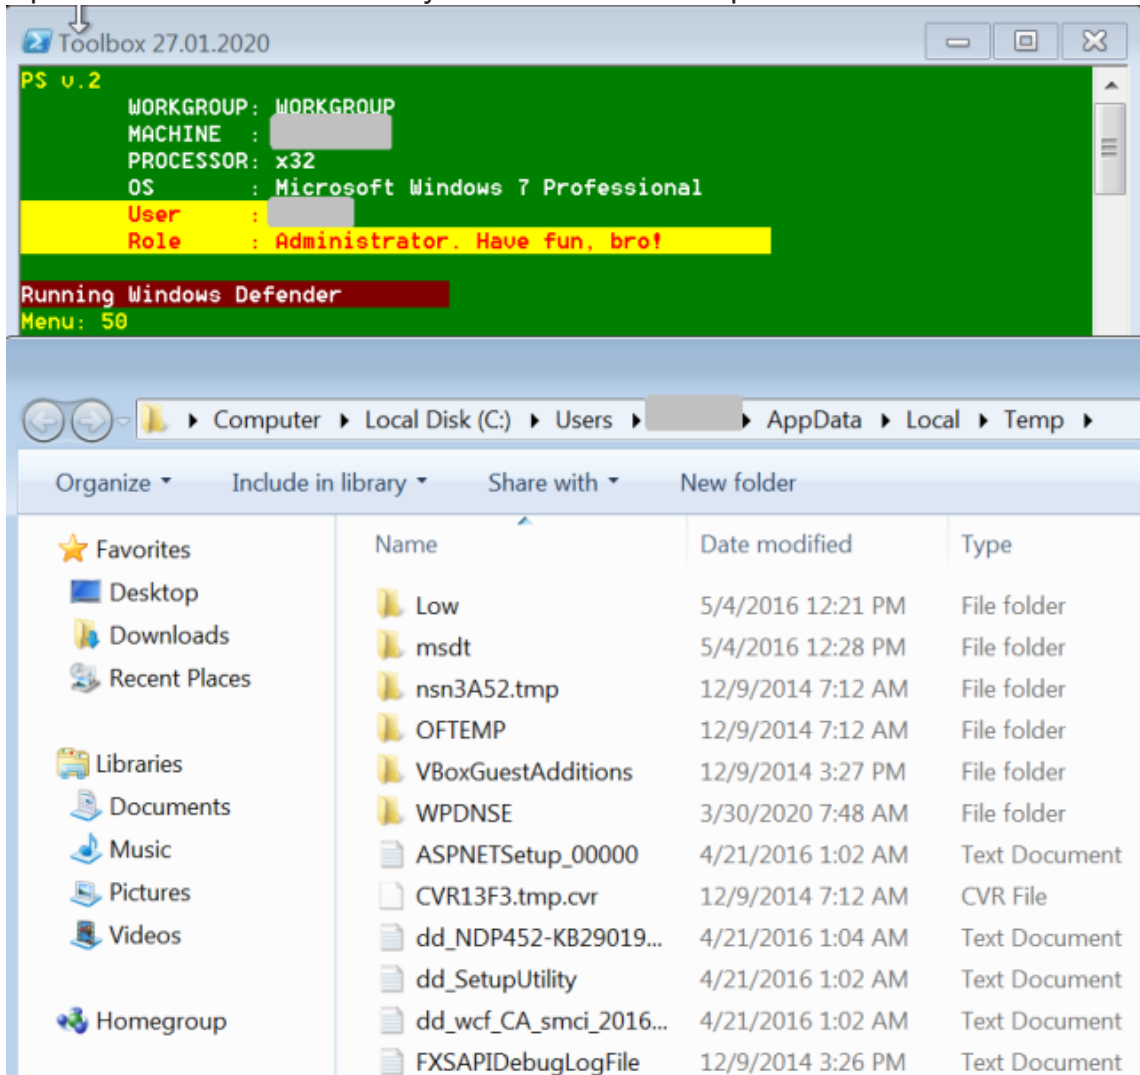 Toolbox 27.01.2020
PS v.2
WORKGROUP: WORKGROUP
MACHINE :
PROCESSOR: x32
OS : Microsoft Windows 7 Professional
User :
Role : Administrator. Have fun, bro!
Running Windows Defender
Menu: 50
Computer Local Disk (C:) Users AppData Local Temp
Organize Include in library Share with New folder
Favorites
Desktop
Downloads
Recent Places
Libraries
Documents
Music
Pictures
Videos
Homegroup
Name Date modified Type
Low 5/4/2016 12:21 PM File folder
msdt 5/4/2016 12:28 PM File folder
nsn3A52.tmp 12/9/2014 7:12 AM File folder
OFTEMP 12/9/2014 7:12 AM File folder
VBoxGuestAdditions 12/9/2014 3:27 PM File folder
WPDNSE 3/30/2020 7:48 AM File folder
ASPNETSetup_00000 4/21/2016 1:02 AM Text Document
CVR13F3.tmp.cvr 12/9/2014 7:12 AM CVR File
dd_NDP452-KB29019... 4/21/2016 1:04 AM Text Document
dd_SetupUtility 4/21/2016 1:02 AM Text Document
dd_wcf_CA_smci_2016... 4/21/2016 1:02 AM Text Document
FXSAPIDebugLogFile 12/9/2014 3:26 PM Text Document